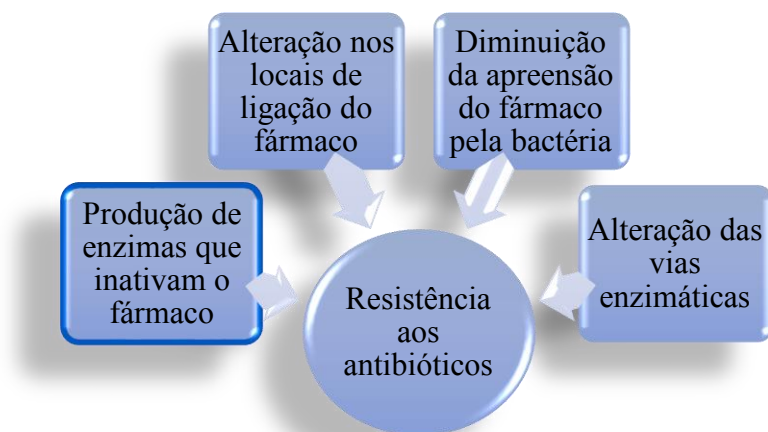 Alteração nos
locais de
ligação do
fármaco
Diminuição
da apreensão
do fármaco
pela bactéria
Produção de
enzimas que
inativam o
fármaco
Alteração das
vias
enzimáticas
Resistência
aos
antibióticos